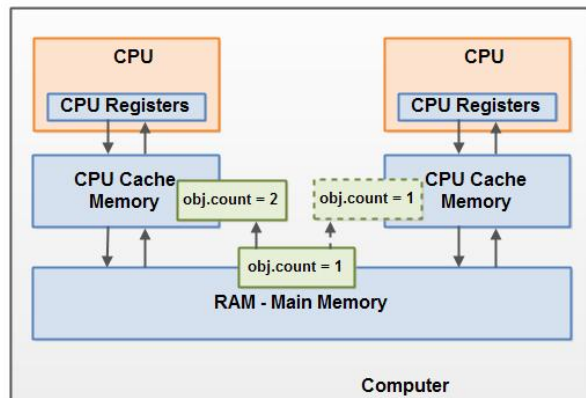 CPU
CPU Registers
CPU Cache
Memory
obj.count = 2
CPU
CPU Registers
obj.count = 1
CPU Cache
Memory
obj.count = 1
RAM - Main Memory
Computer